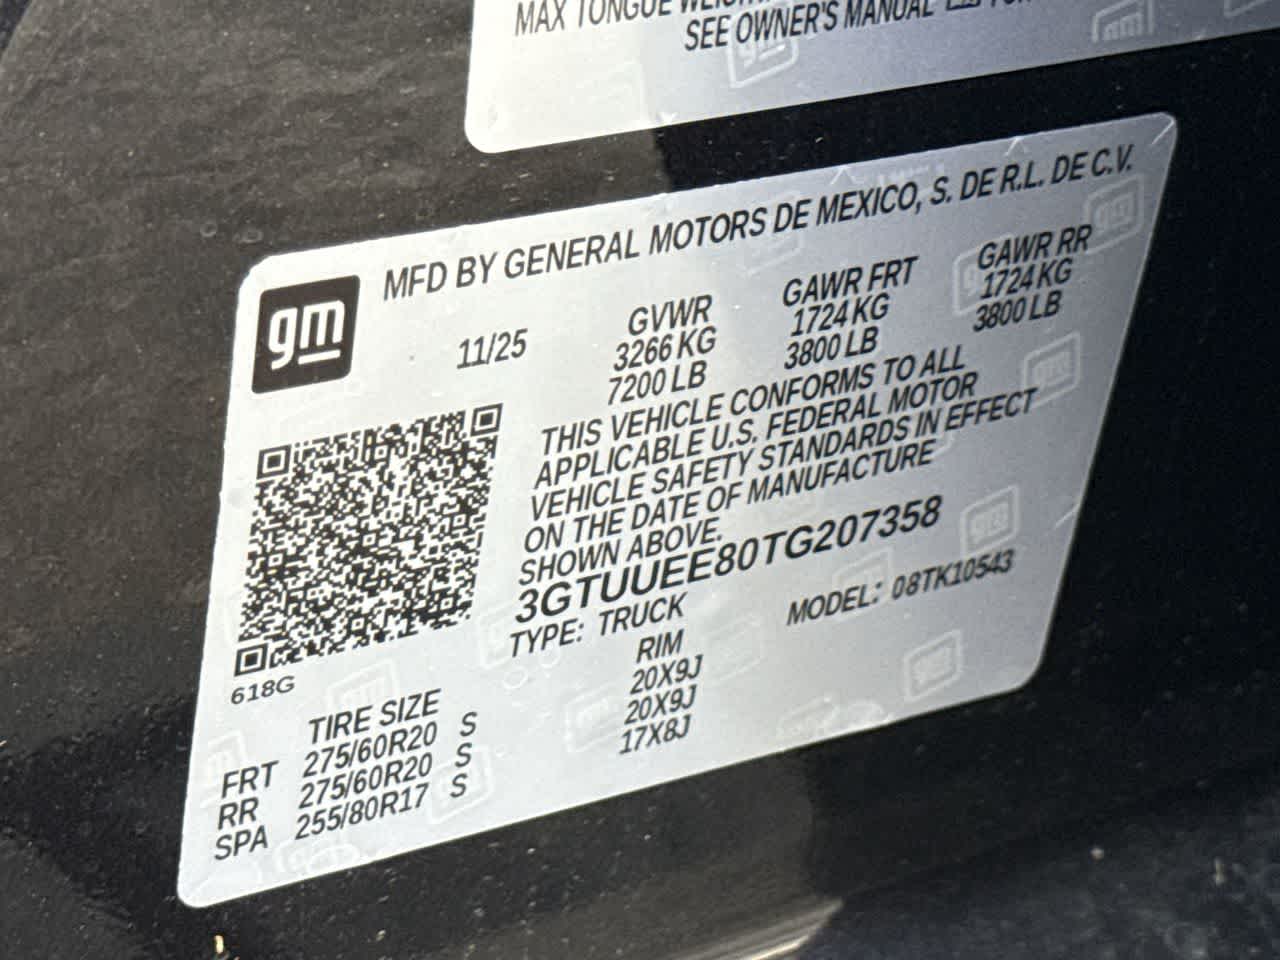 MAX TONGUE
SEE OWNER'S MANUAL
MFD BY GENERAL MOTORS DE MEXICO, S. DE R.L. DE C.V.
gm
11/25
GVWR GAWR FRT GAWR RR
3266 KG 1724 KG 1724 KG
7200 LB 3800 LB 3800 LB
THIS VEHICLE CONFORMS TO ALL
APPLICABLE U.S. FEDERAL MOTOR
VEHICLE SAFETY STANDARDS IN EFFECT
ON THE DATE OF MANUFACTURE
SHOWN ABOVE.
3GTUUEE80TG207358
TYPE: TRUCK MODEL: 08TK10543
618G
TIRE SIZE RIM
FRT 275/60R20 S 20X9J
RR 275/60R20 S 20X9J
SPA 255/80R17 S 17X8J